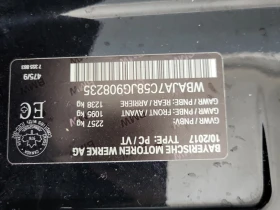 BAYERISCHE MOTOREN WERKE AG
10/2017 TYPE: PC / VT
GVWR / PNBV: 2257 kg
GAWR / PNBE: FRONT / AVANT 1095 kg
GAWR / PNBE: REAR / ARRIERE 1238 kg
WBAJA7C58JG908235
475/9
EC